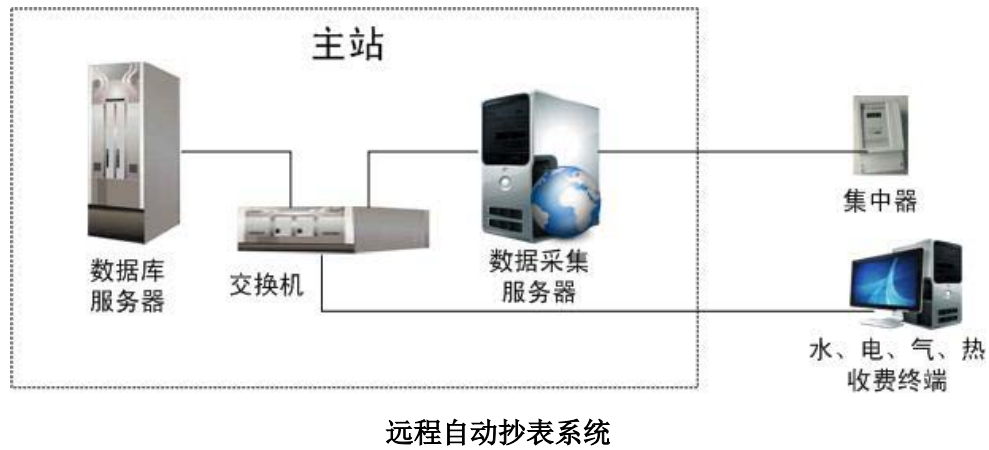 主站
数据库
服务器
交换机
数据采集
服务器
集中器
水、电、气、热
收费终端
远程自动抄表系统